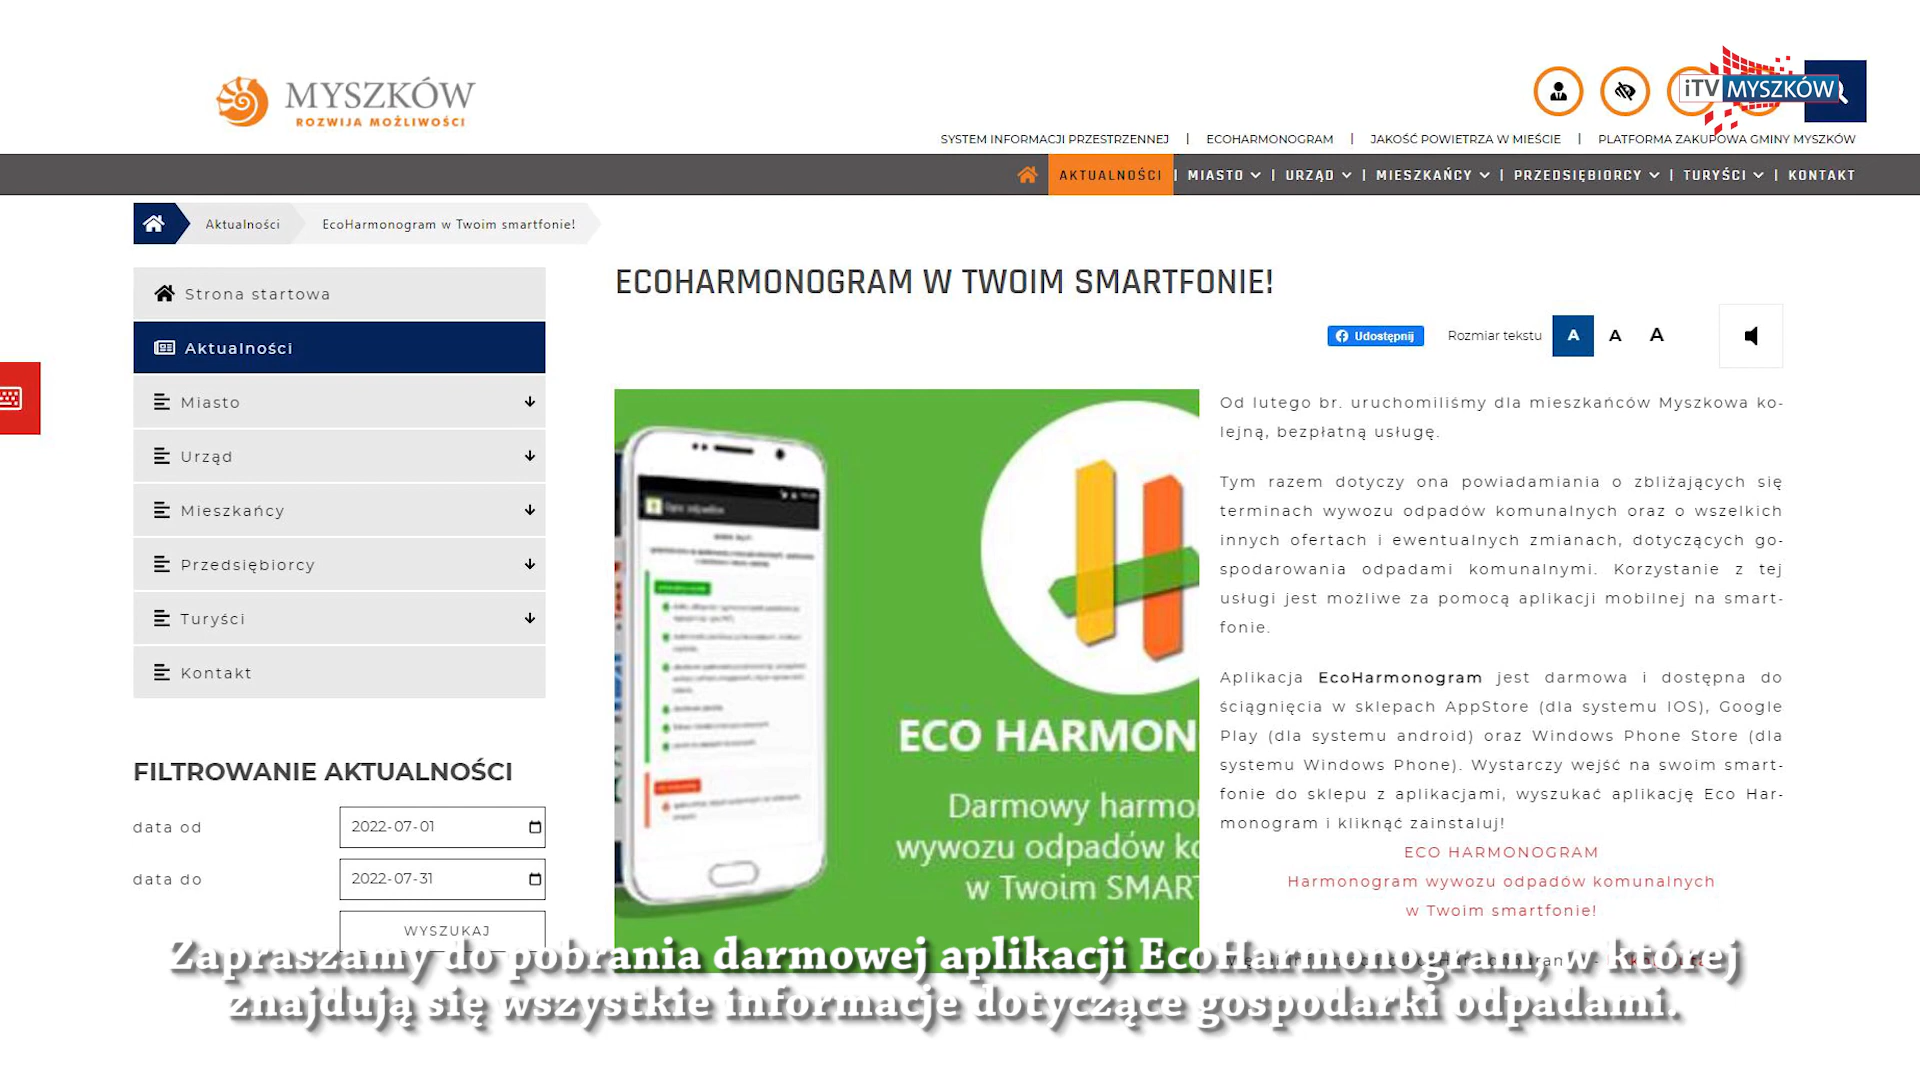 MYSZKÓW
ROZWIJA MOŻLIWOŚCI
iTV MYSZKÓW
SYSTEM INFORMACJI PRZESTRZENNEJ | ECOHARMONOGRAM | JAKOŚĆ POWIETRZA W MIEŚCIE | PLATFORMA ZAKUPOWA GMINY MYSZKÓW
AKTUALNOŚCI | MIASTO | URZĄD | MIESZKAŃCY | PRZEDSIĘBIORCY | TURYŚCI | KONTAKT
Aktualności EcoHarmonogram w Twoim smartfonie!
Strona startowa
Aktualności
Miasto
Urząd
Mieszkańcy
Przedsiębiorcy
Turyści
Kontakt
FILTROWANIE AKTUALNOŚCI
data od 2022-07-01
data do 2022-07-31
WYSZUKAJ
ECOHARMONOGRAM W TWOIM SMARTFONIE!
Udostępnij Rozmiar tekstu A A A
ECO HARMON
Darmowy harmo
wywozu odpadów ko
w Twoim SMAR
Od lutego br. uruchomiliśmy dla mieszkańców Myszkowa ko-
lejną, bezpłatną usługę.
Tym razem dotyczy ona powiadamiania o zbliżających się
terminach wywozu odpadów komunalnych oraz o wszelkich
innych ofertach i ewentualnych zmianach, dotyczących go-
spodarowania odpadami komunalnymi. Korzystanie z tej
usługi jest możliwe za pomocą aplikacji mobilnej na smart-
fonie.
Aplikacja EcoHarmonogram jest darmowa i dostępna do
ściągnięcia w sklepach AppStore (dla systemu IOS), Google
Play (dla systemu android) oraz Windows Phone Store (dla
systemu Windows Phone). Wystarczy wejść na swoim smart-
fonie do sklepu z aplikacjami, wyszukać aplikację Eco Har-
monogram i kliknąć zainstaluj!
ECO HARMONOGRAM
Harmonogram wywozu odpadów komunalnych
w Twoim smartfonie!
Zapraszamy do pobrania darmowej aplikacji EcoHarmonogram, w której
znajdują się wszystkie informacje dotyczące gospodarki odpadami.